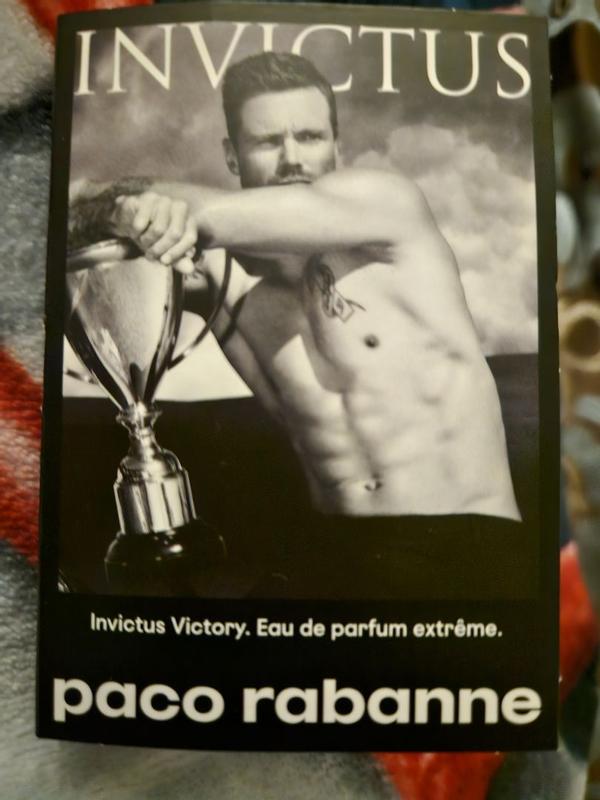 INVICTUS
Invictus Victory. Eau de parfum extrême.
paco rabanne